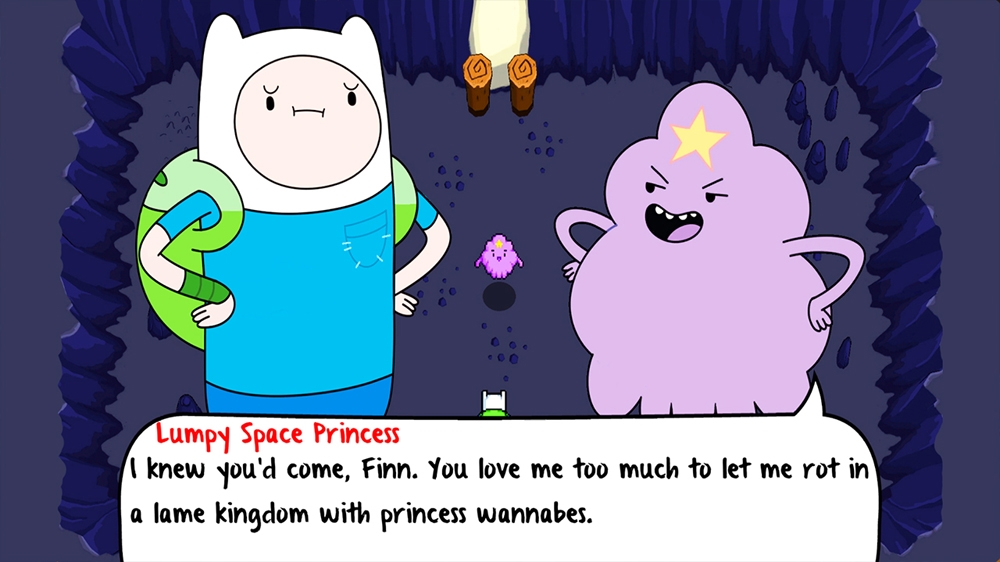 Lumpy Space Princess
I knew you'd come, Finn. You love me too much to let me rot in
a lame kingdom with princess wannabes.